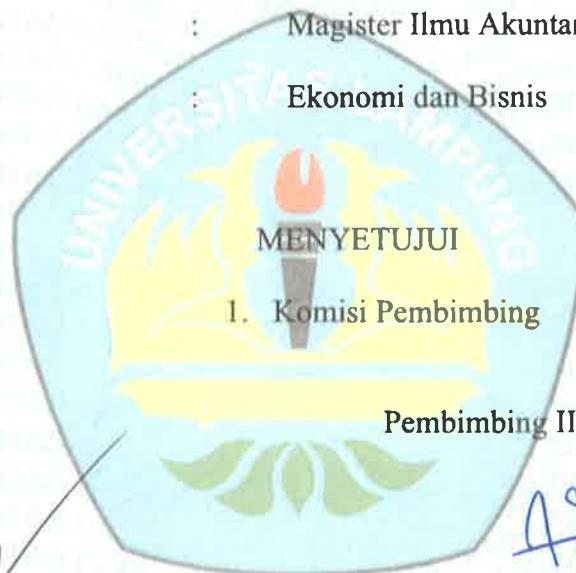 : Magister Ilmu Akuntan
: Ekonomi dan Bisnis
UNIVERSITAS LAMPUNG
MENYETUJUI
1. Komisi Pembimbing
Pembimbing II